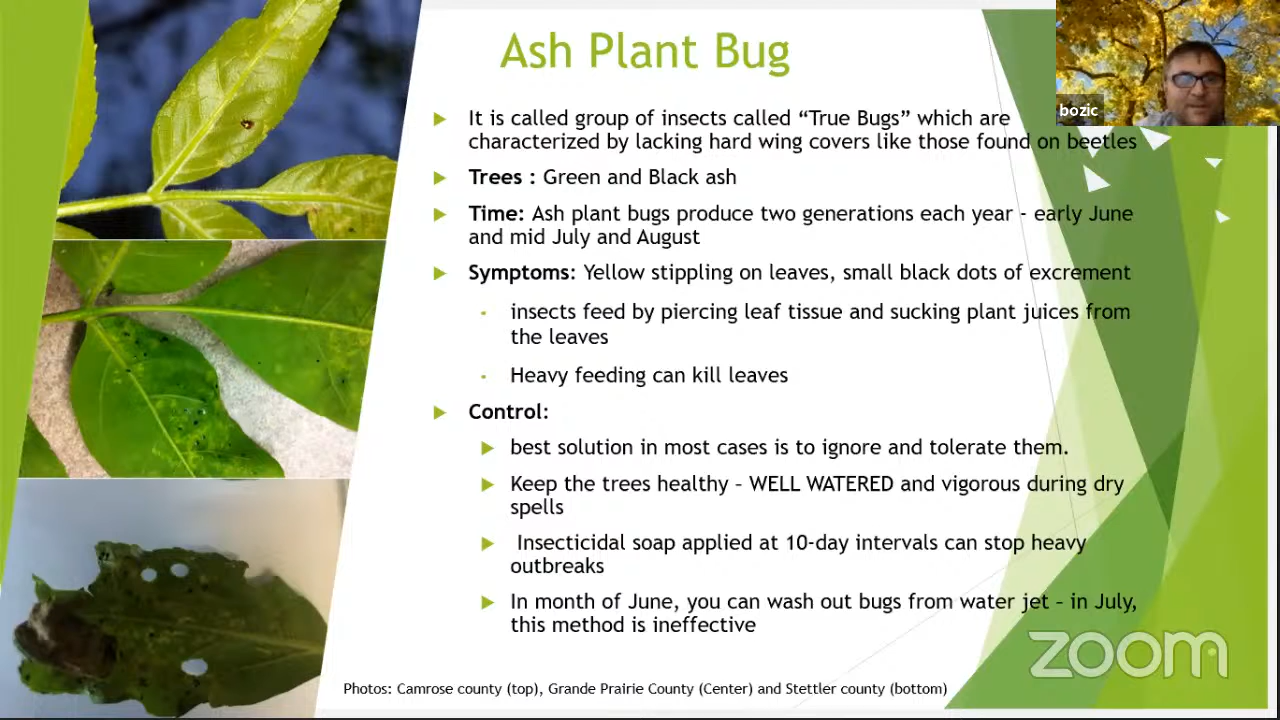 Ash Plant Bug
bozic
It is called group of insects called “True Bugs” which are
characterized by lacking hard wing covers like those found on beetles
Trees : Green and Black ash
Time: Ash plant bugs produce two generations each year - early June
and mid July and August
Symptoms: Yellow stippling on leaves, small black dots of excrement
insects feed by piercing leaf tissue and sucking plant juices from
the leaves
Heavy feeding can kill leaves
Control:
best solution in most cases is to ignore and tolerate them.
Keep the trees healthy – WELL WATERED and vigorous during dry
spells
Insecticidal soap applied at 10-day intervals can stop heavy
outbreaks
In month of June, you can wash out bugs from water jet – in July,
this method is ineffective
zoom
Photos: Camrose county (top), Grande Prairie County (Center) and Stettler county (bottom)